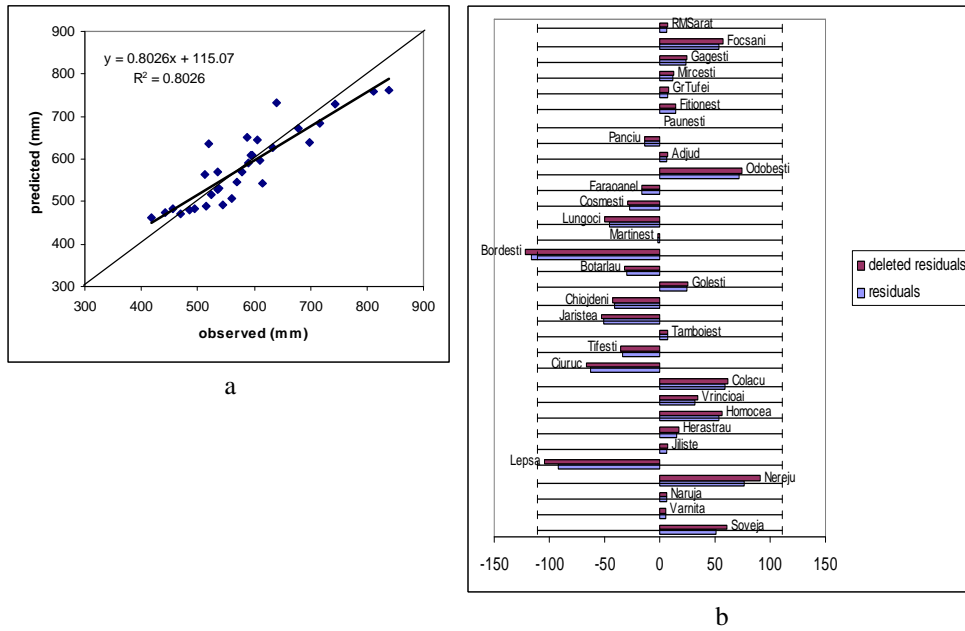 900
800
700
600
500
400
300
y = 0.8026x + 115.07
R² = 0.8026
predicted (mm)
300 400 500 600 700 800 900
observed (mm)
a
RMSarat
Focsani
Gagesti
Mircesti
GrTufei
Fitionest
Paunesti
Panciu
Adjud
Odobesti
Faraoanel
Cosmesti
Lungoci
Martinest
Bordesti
Botarlau
Golesti
Chiojdeni
Jaristea
Tamboiest
Tifesti
Ciuruc
Colacu
Vrincioai
Homocea
Herastrau
Jiliste
Lepsa
Nereju
Naruja
Varnita
Soveja
-150 -100 -50 0 50 100 150
deleted residuals
residuals
b